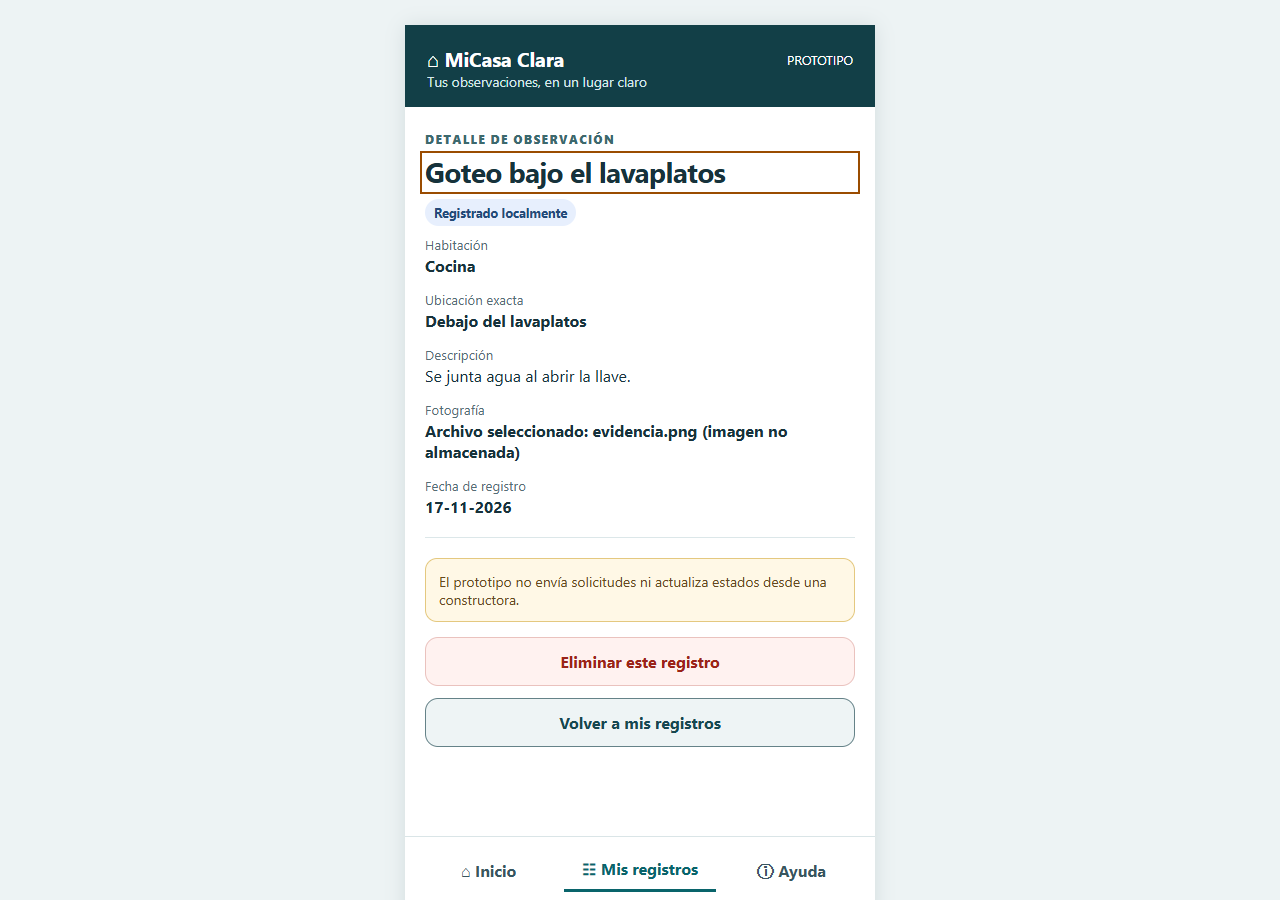 ⌂ MiCasa Clara
PROTOTIPO
Tus observaciones, en un lugar claro
DETALLE DE OBSERVACIÓN
Goteo bajo el lavaplatos
Registrado localmente
Habitación
Cocina
Ubicación exacta
Debajo del lavaplatos
Descripción
Se junta agua al abrir la llave.
Fotografía
Archivo seleccionado: evidencia.png (imagen no
almacenada)
Fecha de registro
17-11-2026
El prototipo no envía solicitudes ni actualiza estados desde una
constructora.
Eliminar este registro
Volver a mis registros
⌂ Inicio
☷ Mis registros
ⓘ Ayuda